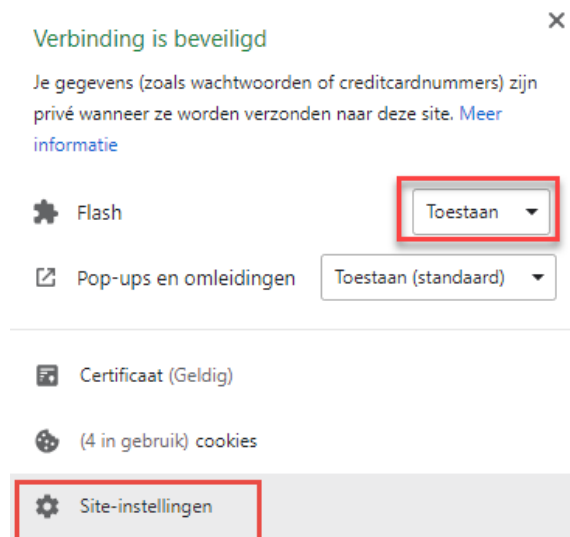 Verbinding is beveiligd
Je gegevens (zoals wachtwoorden of creditcardnummers) zijn
privé wanneer ze worden verzonden naar deze site. Meer
informatie
Flash Toestaan
Pop-ups en omleidingen Toestaan (standaard)
Certificaat (Geldig)
(4 in gebruik) cookies
Site-instellingen